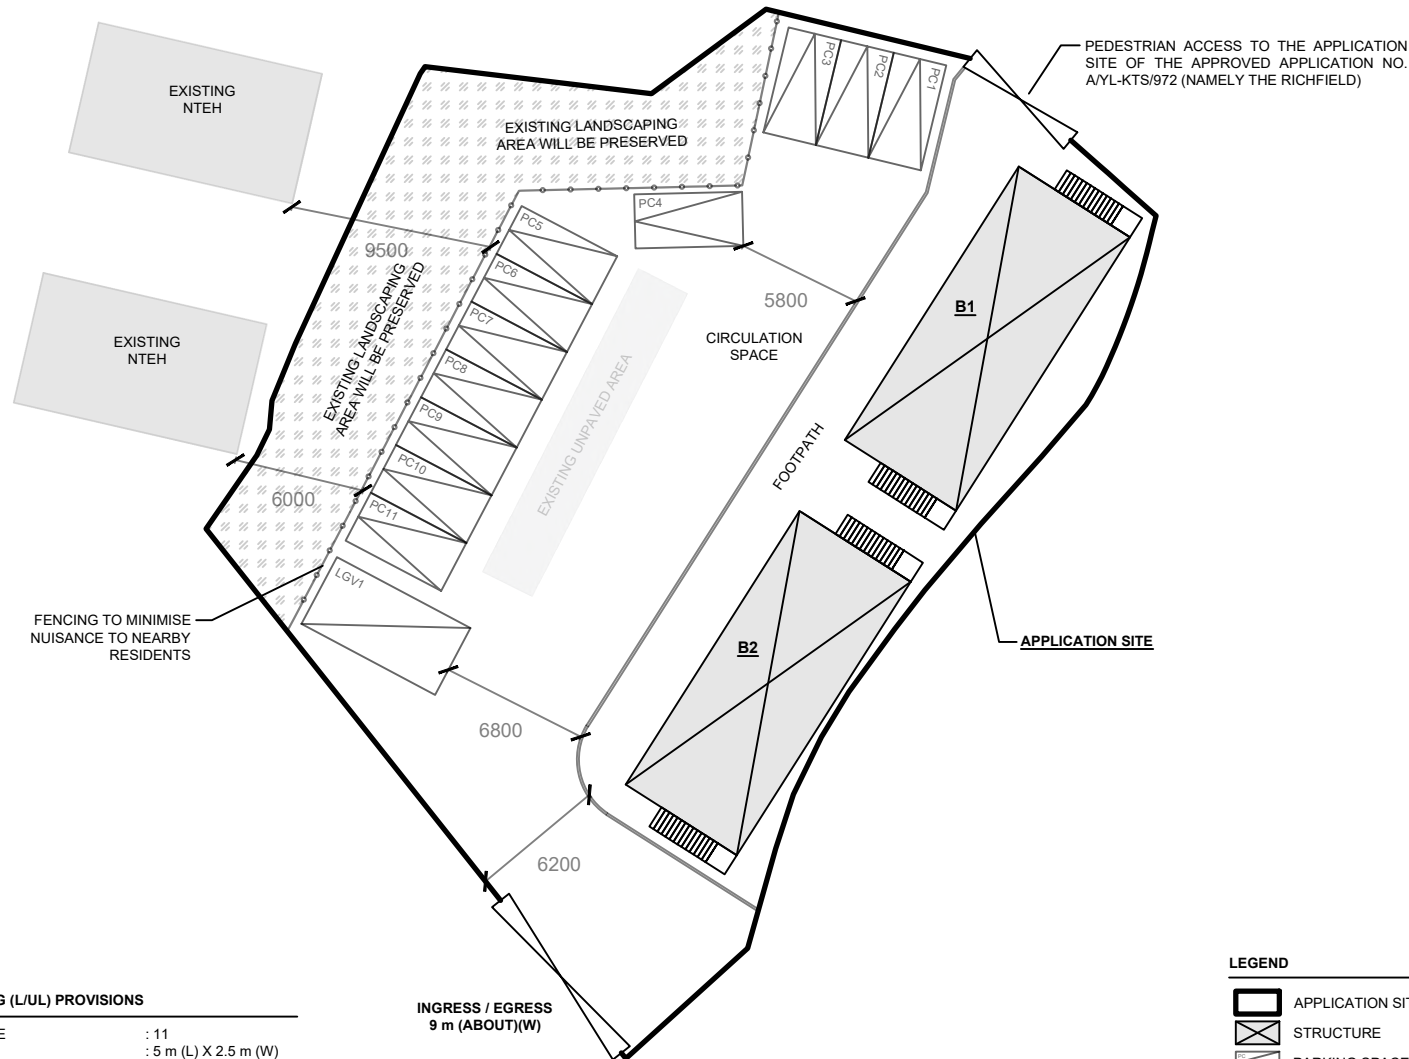 PEDESTRIAN ACCESS TO THE APPLICATION
SITE OF THE APPROVED APPLICATION NO.
A/YL-KTS/972 (NAMELY THE RICHFIELD)
EXISTING
NTEH
EXISTING LANDSCAPING
AREA WILL BE PRESERVED
PC3
PC2
PC1
PC4
PC5
9500
PC6
EXISTING LANDSCAPING
AREA WILL BE PRESERVED
5800
B1
PC7
CIRCULATION
SPACE
EXISTING
NTEH
PC8
EXISTING UNPAVED AREA
PC9
FOOTPATH
PC10
6000
PC11
LGV1
FENCING TO MINIMISE
NUISANCE TO NEARBY
RESIDENTS
B2
APPLICATION SITE
6800
6200
INGRESS / EGRESS
9 m (ABOUT)(W)
G (L/UL) PROVISIONS
E : 11
: 5 m (L) X 2.5 m (W)
LEGEND
APPLICATION SIT
STRUCTURE
PC
PARKING SPACE